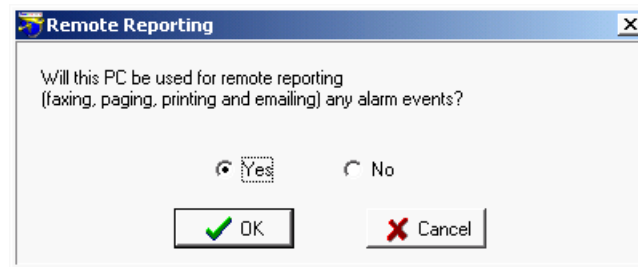 Remote Reporting
Will this PC be used for remote reporting
(faxing, paging, printing and emailing) any alarm events?
Yes No
OK Cancel